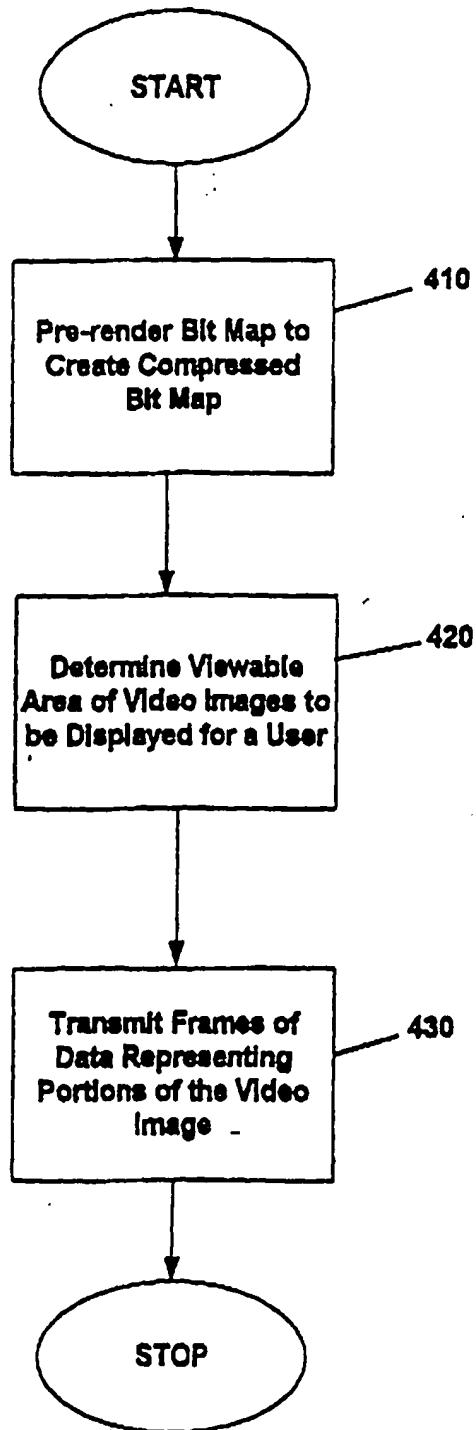 START
410
Pre-render Bit Map to
Create Compressed
Bit Map
420
Determine Viewable
Area of Video Images to
be Displayed for a User
430
Transmit Frames of
Data Representing
Portions of the Video
Image
STOP